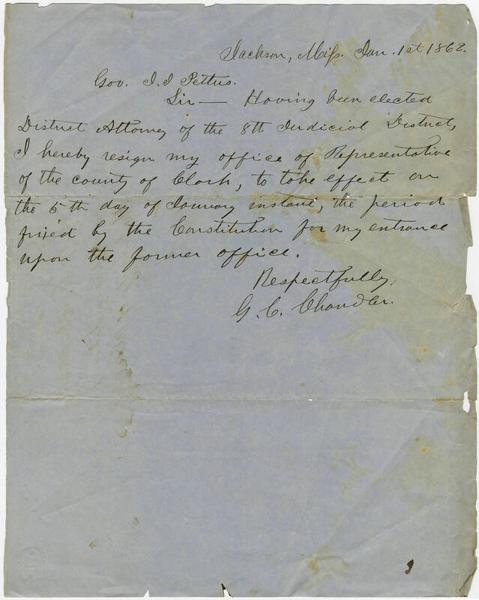 Jackson, Miss. Jan. 1st 1862.
Gov. J. J Pettus.
Sir — Having been elected
District Attorney of the 8th Judicial District,
I hereby resign my office of Representative
of the county of Clark, to take effect on
the 5th day of January instant, the period
fixed by the Constitution for my entrance
upon the former office.
Respectfully,
G. C. Chandler.